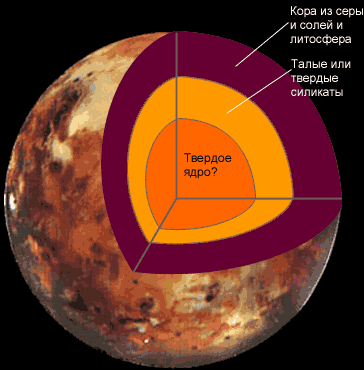 Кора из серы
и солей и
литосфера
Талые или
твердые
силикаты
Твердое
ядро?